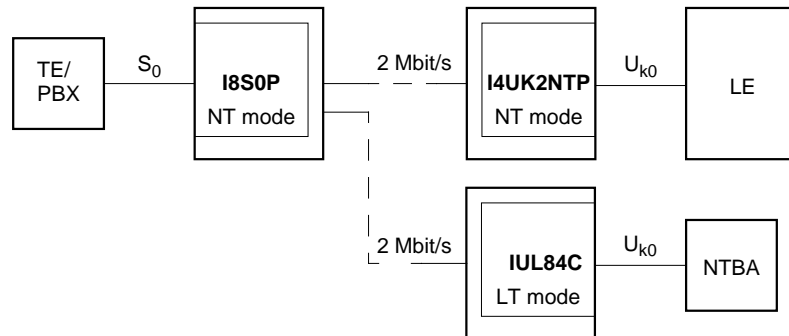 TE/
PBX
S0
I8S0P
NT mode
2 Mbit/s
I4UK2NTP
NT mode
Uk0
LE
2 Mbit/s
IUL84C
LT mode
Uk0
NTBA